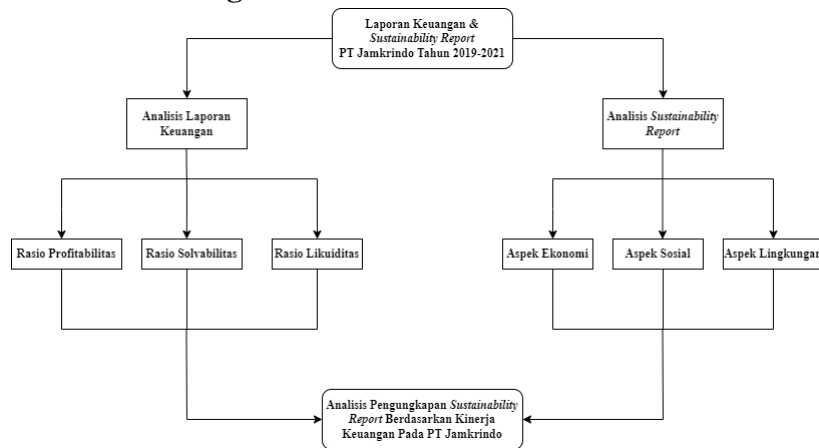 Laporan Keuangan &
Sustainability Report
PT Jamkrindo Tahun 2019-2021
Analisis Laporan
Keuangan
Analisis Sustainability
Report
Rasio Profitabilitas
Rasio Solvabilitas
Rasio Likuiditas
Aspek Ekonomi
Aspek Sosial
Aspek Lingkungan
Analisis Pengungkapan Sustainability
Report Berdasarkan Kinerja
Keuangan Pada PT Jamkrindo